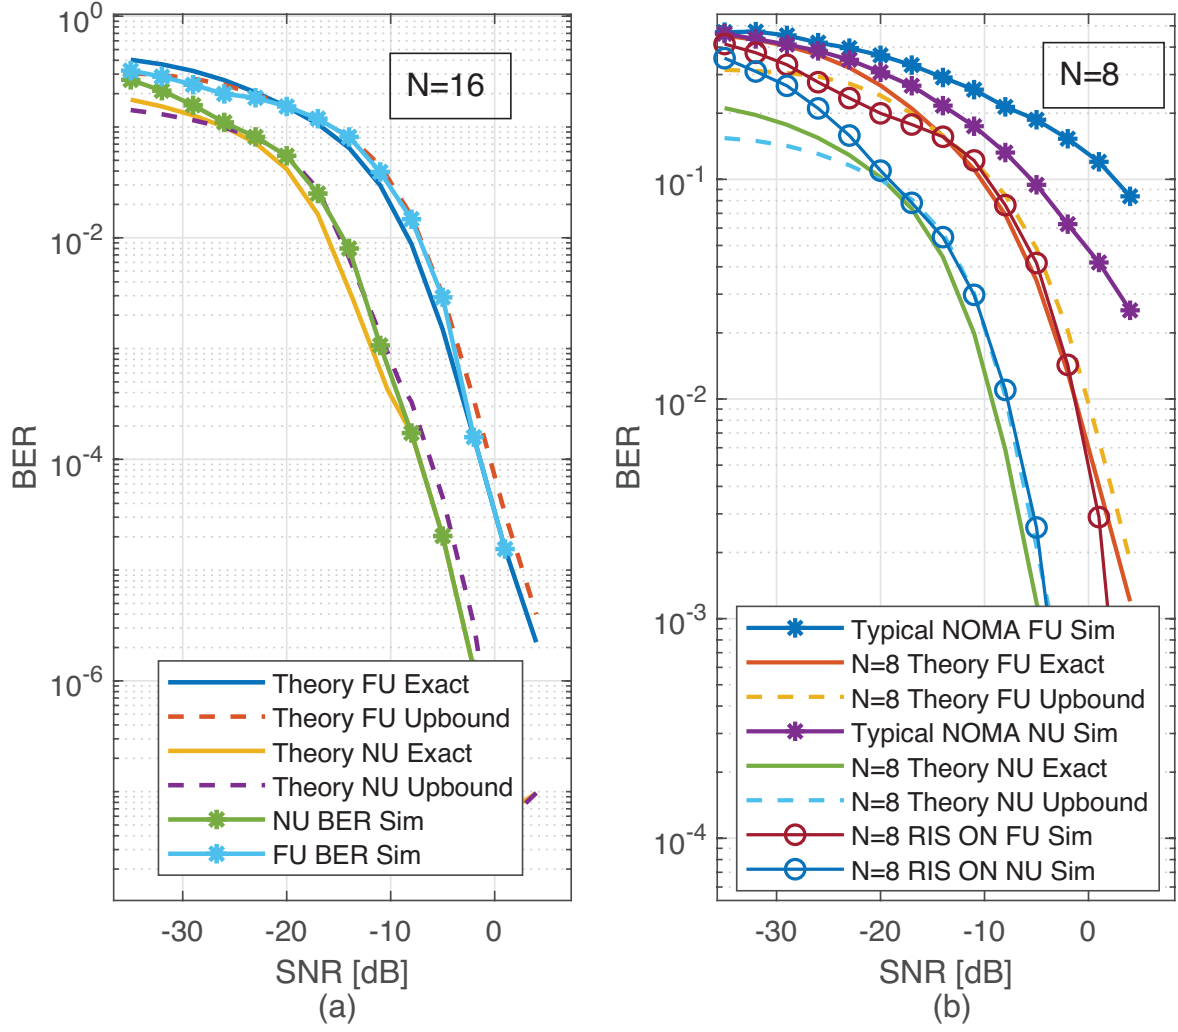 N=16
10^0
10^-2
10^-4
10^-6
BER
Theory FU Exact
Theory FU Upbound
Theory NU Exact
Theory NU Upbound
NU BER Sim
FU BER Sim
-30 -20 -10 0
SNR [dB]
(a)
N=8
10^-1
10^-2
10^-3
10^-4
BER
Typical NOMA FU Sim
N=8 Theory FU Exact
N=8 Theory FU Upbound
Typical NOMA NU Sim
N=8 Theory NU Exact
N=8 Theory NU Upbound
N=8 RIS ON FU Sim
N=8 RIS ON NU Sim
-30 -20 -10 0
SNR [dB]
(b)